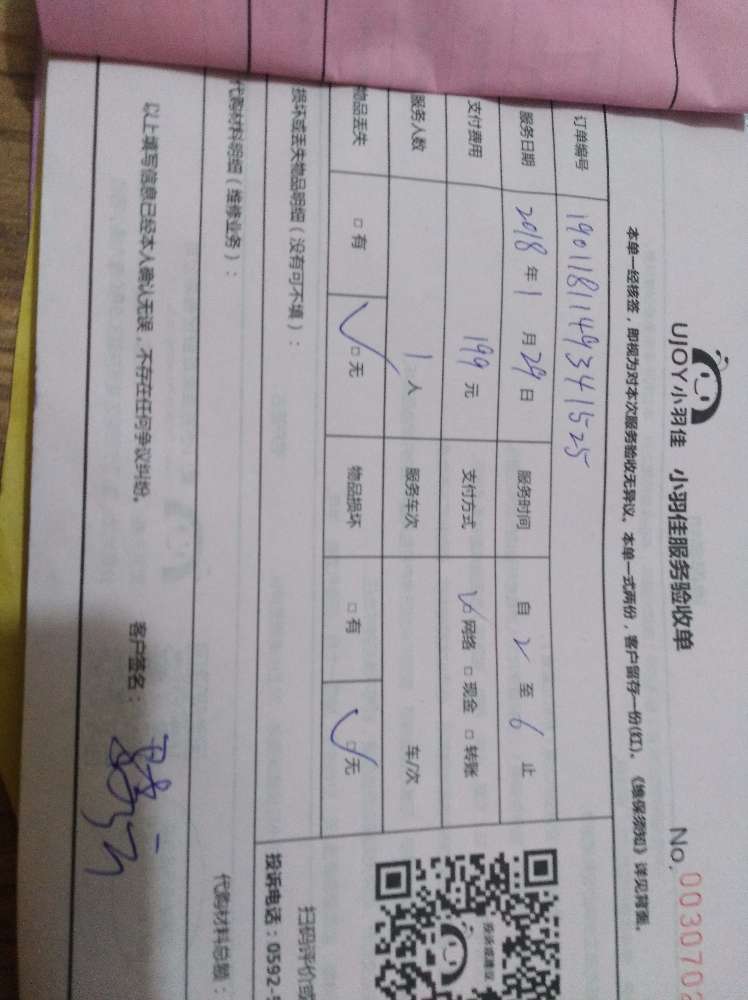 UJOY小羽佳 小羽佳服务验收单
No. 0030702
本单一经核签，即视为对本次服务验收无异议。本单一式两份，客户留存一份(红)。《维保须知》详见背面。
订单编号 1901181149341525
服务日期 2018 年 1 月 29 日 服务时间 自 2 至 6 止
支付费用 199 元 支付方式 ☑ 网络 □ 现金 □ 转账
服务人数 1 人 服务车次 车/次
物品丢失 □ 有 ☑ 无 物品损坏 □ 有 ☑ 无
损坏或丢失物品明细（没有可不填）：
投诉或建议
扫码评价或
投诉电话：0592-
代购材料明细（维修业务）：
代购材料总额：
以上填写信息已经本人确认无误，不存在任何争议纠纷。 客户签名：